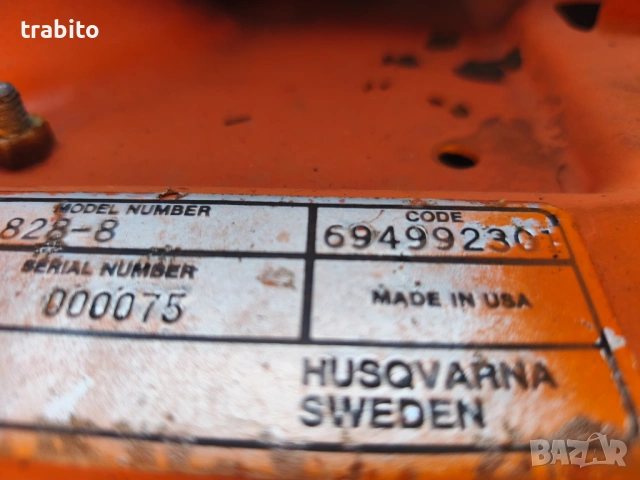 trabito
MODEL NUMBER
828-8
CODE
694992301
SERIAL NUMBER
000075
MADE IN USA
HUSQVARNA
SWEDEN
BAZAR